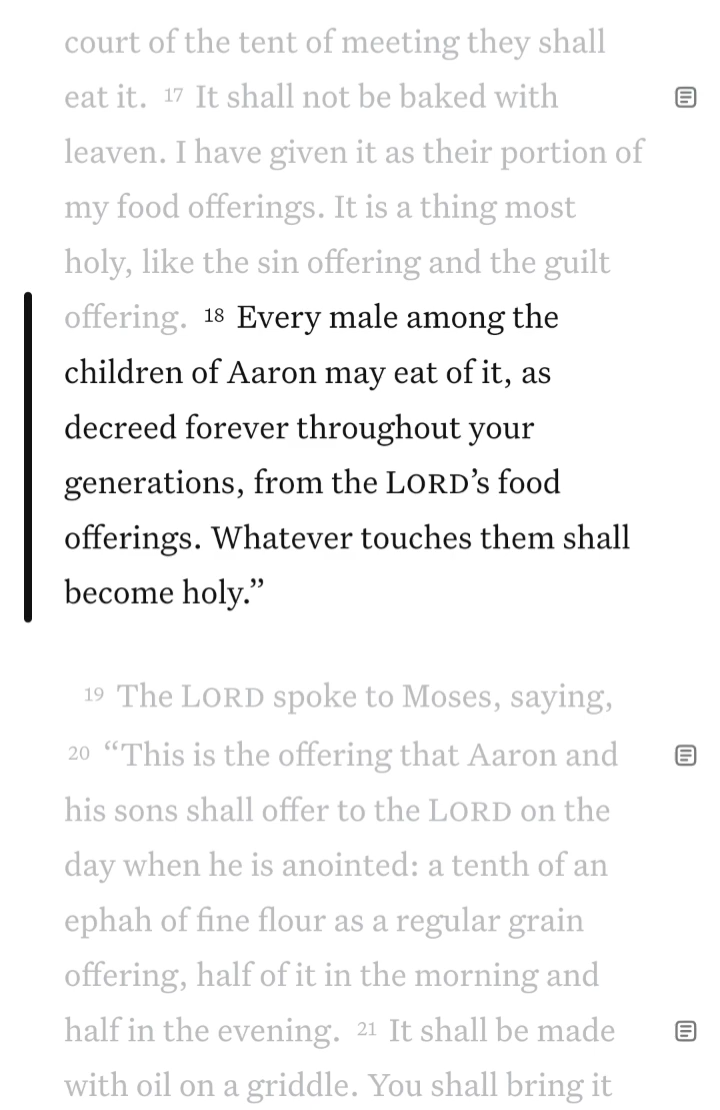 court of the tent of meeting they shall
eat it. 17 It shall not be baked with
leaven. I have given it as their portion of
my food offerings. It is a thing most
holy, like the sin offering and the guilt
offering. 18 Every male among the
children of Aaron may eat of it, as
decreed forever throughout your
generations, from the LORD’s food
offerings. Whatever touches them shall
become holy.”
19 The LORD spoke to Moses, saying,
20 “This is the offering that Aaron and
his sons shall offer to the LORD on the
day when he is anointed: a tenth of an
ephah of fine flour as a regular grain
offering, half of it in the morning and
half in the evening. 21 It shall be made
with oil on a griddle. You shall bring it